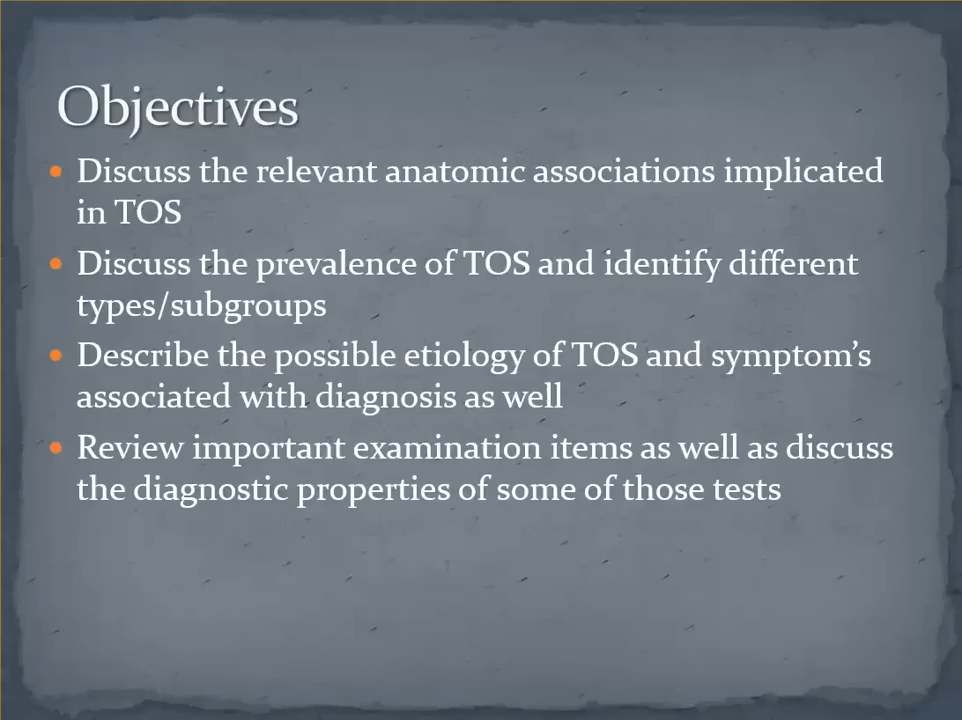 Objectives
• Discuss the relevant anatomic associations implicated
in TOS
• Discuss the prevalence of TOS and identify different
types/subgroups
• Describe the possible etiology of TOS and symptom’s
associated with diagnosis as well
• Review important examination items as well as discuss
the diagnostic properties of some of those tests